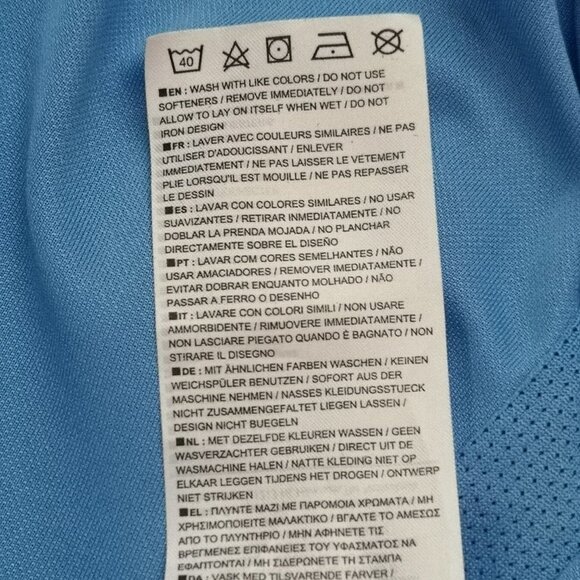 40
EN : WASH WITH LIKE COLORS / DO NOT USE
SOFTENERS / REMOVE IMMEDIATELY / DO NOT
ALLOW TO LAY ON ITSELF WHEN WET / DO NOT
IRON DESIGN
FR : LAVER AVEC COULEURS SIMILAIRES / NE PAS
UTILISER D'ADOUCISSANT / ENLEVER
IMMEDIATEMENT / NE PAS LAISSER LE VETEMENT
PLIE LORSQU'IL EST MOUILLE / NE PAS REPASSER
LE DESSIN
ES : LAVAR CON COLORES SIMILARES / NO USAR
SUAVIZANTES / RETIRAR INMEDIATAMENTE / NO
DOBLAR LA PRENDA MOJADA / NO PLANCHAR
DIRECTAMENTE SOBRE EL DISEÑO
PT : LAVAR COM CORES SEMELHANTES / NÃO
USAR AMACIADORES / REMOVER IMEDIATAMENTE /
EVITAR DOBRAR ENQUANTO MOLHADO / NÃO
PASSAR A FERRO O DESENHO
IT : LAVARE CON COLORI SIMILI / NON USARE
AMMORBIDENTE / RIMUOVERE IMMEDIATAMENTE /
NON LASCIARE PIEGATO QUANDO È BAGNATO / NON
STIRARE IL DISEGNO
DE : MIT ÄHNLICHEN FARBEN WASCHEN / KEINEN
WEICHSPÜLER BENUTZEN / SOFORT AUS DER
MASCHINE NEHMEN / NASSES KLEIDUNGSSTUECK
NICHT ZUSAMMENGEFALTET LIEGEN LASSEN /
DESIGN NICHT BUEGELN
NL : MET DEZELFDE KLEUREN WASSEN / GEEN
WASVERZACHTER GEBRUIKEN / DIRECT UIT DE
WASMACHINE HALEN / NATTE KLEDING NIET OP
ELKAAR LEGGEN TIJDENS HET DROGEN / ONTWERP
NIET STRIJKEN
EL : ΠΛΥΝΤΕ ΜΑΖΙ ΜΕ ΠΑΡΟΜΟΙΑ ΧΡΩΜΑΤΑ / ΜΗ
ΧΡΗΣΙΜΟΠΟΙΕΙΤΕ ΜΑΛΑΚΤΙΚΟ / ΒΓΑΛΤΕ ΤΟ ΑΜΕΣΩΣ
ΑΠΟ ΤΟ ΠΛΥΝΤΗΡΙΟ / ΜΗΝ ΑΦΗΝΕΤΕ ΤΙΣ
ΒΡΕΓΜΕΝΕΣ ΕΠΙΦΑΝΕΙΕΣ ΤΟΥ ΥΦΑΣΜΑΤΟΣ ΝΑ
ΕΦΑΠΤΟΝΤΑΙ / ΜΗ ΣΙΔΕΡΩΝΕΤΕ ΤΗ ΣΤΑΜΠΑ
DA : VASK MED TILSVARENDE FARVER /